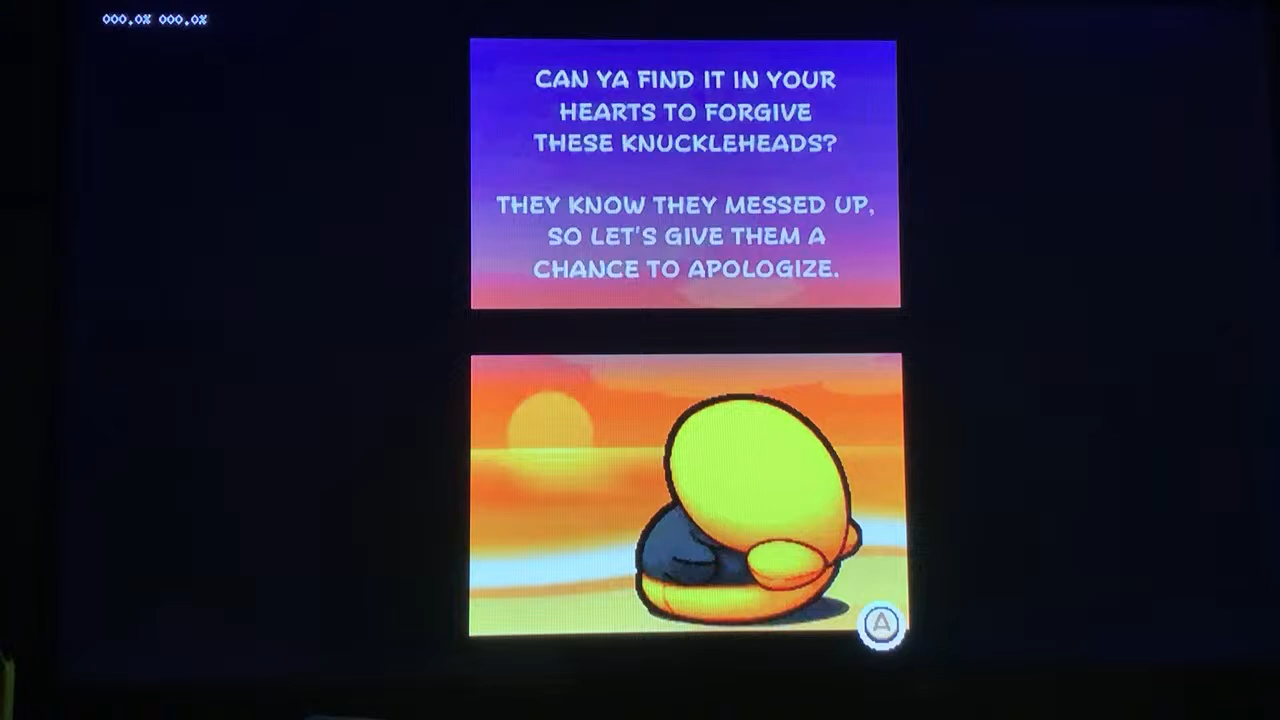 000.0% 000.0%
CAN YA FIND IT IN YOUR
HEARTS TO FORGIVE
THESE KNUCKLEHEADS?
THEY KNOW THEY MESSED UP,
SO LET'S GIVE THEM A
CHANCE TO APOLOGIZE.
A